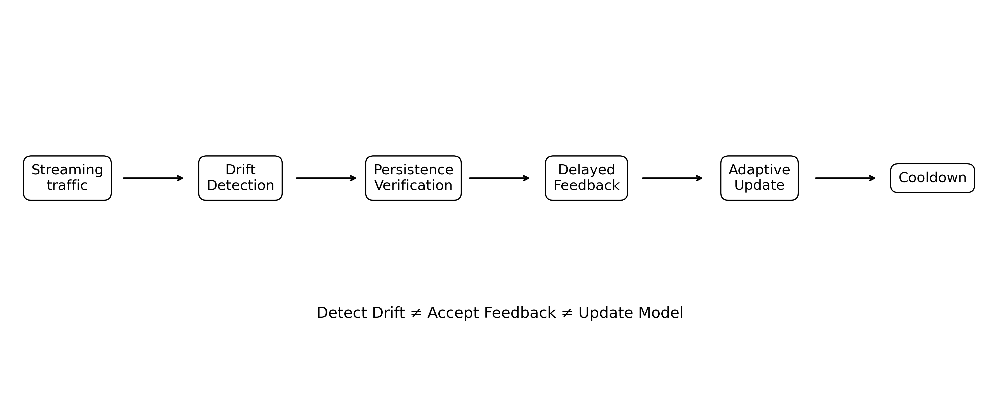 Streaming
traffic
Drift
Detection
Persistence
Verification
Delayed
Feedback
Adaptive
Update
Cooldown
Detect Drift ≠ Accept Feedback ≠ Update Model